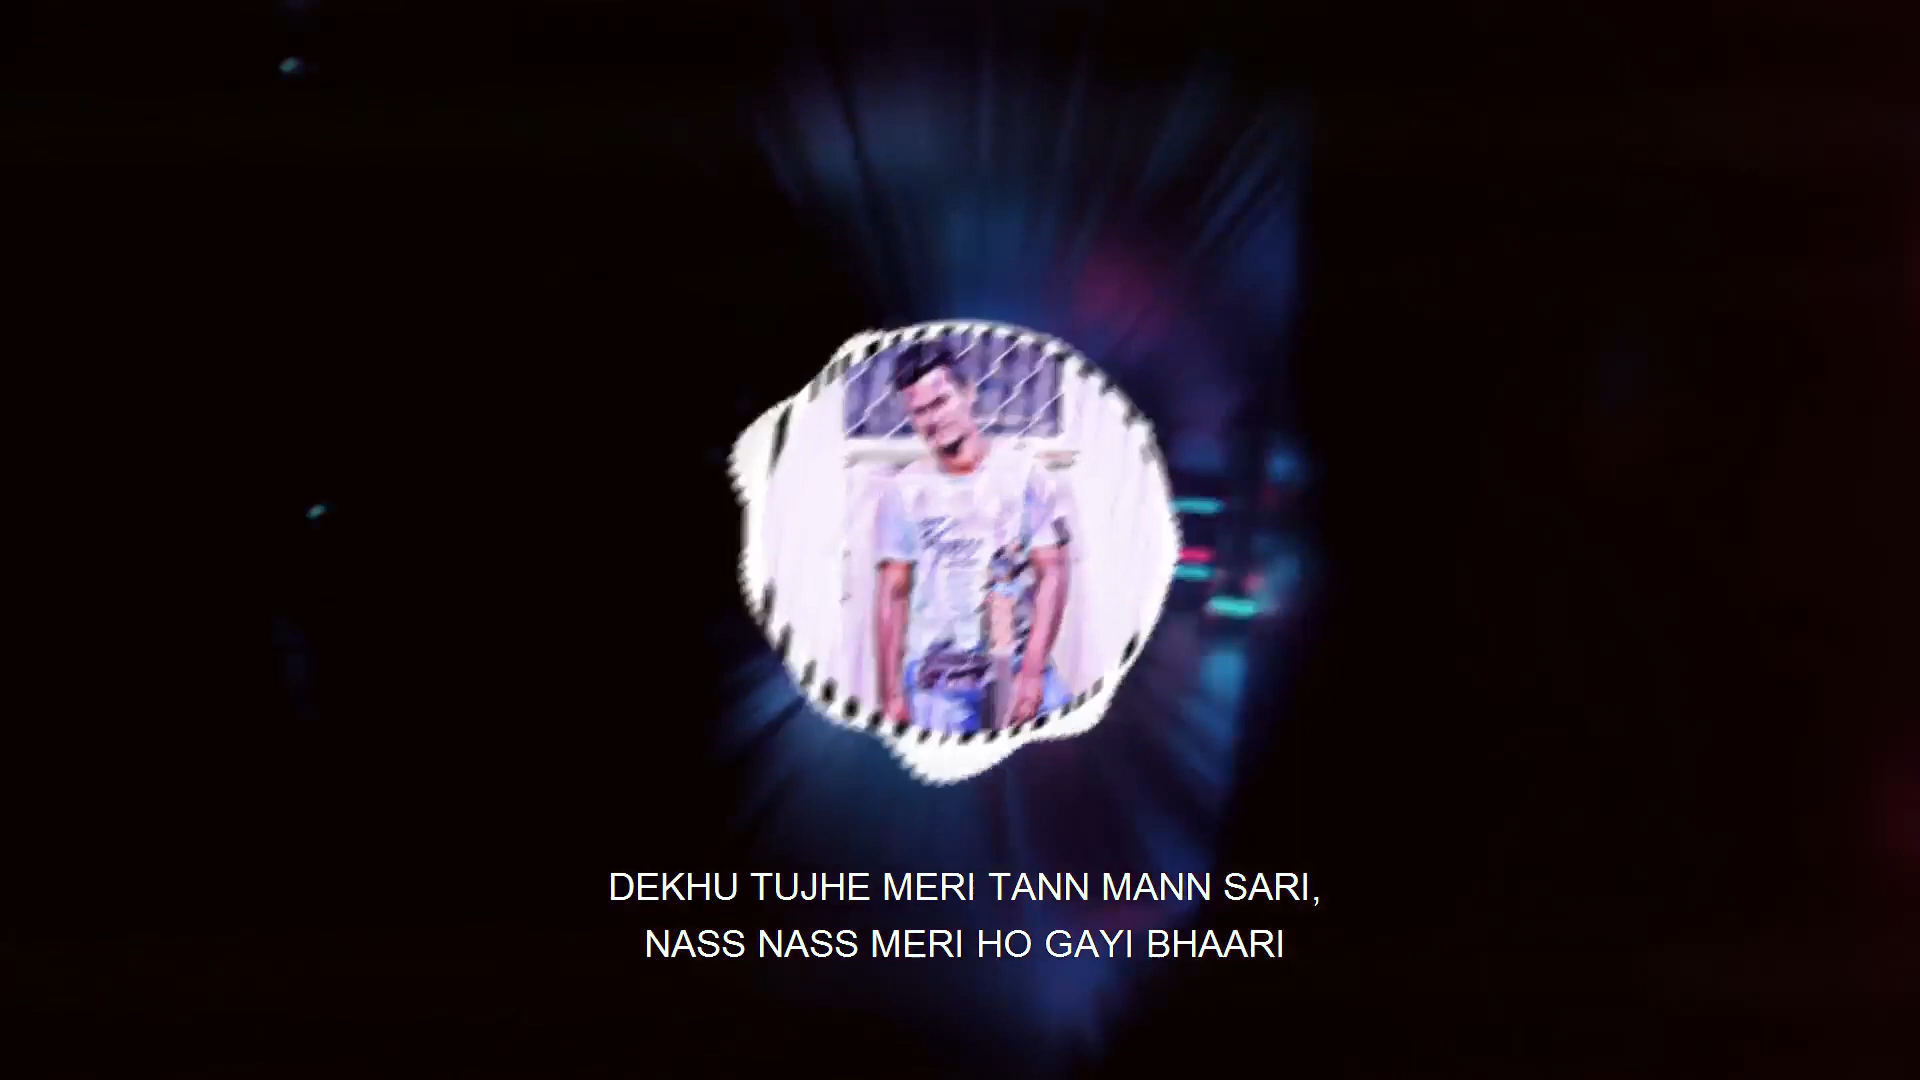 DEKHU TUJHE MERI TANN MANN SARI,
NASS NASS MERI HO GAYI BHAARI